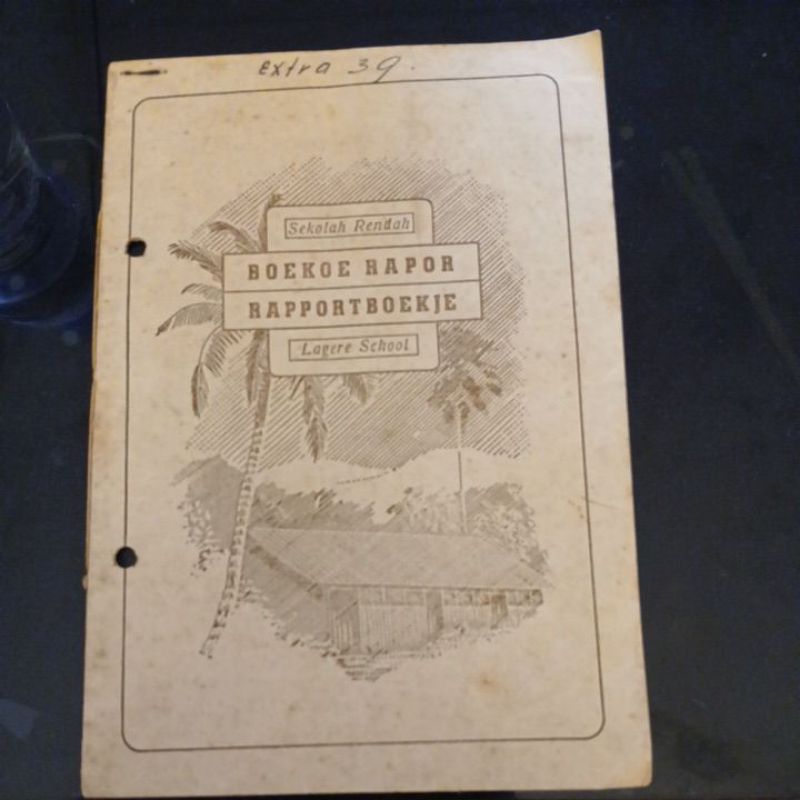 extra 39.
Sekolah Rendah
BOEKOE RAPOR
RAPPORTBOEKJE
Lagere School